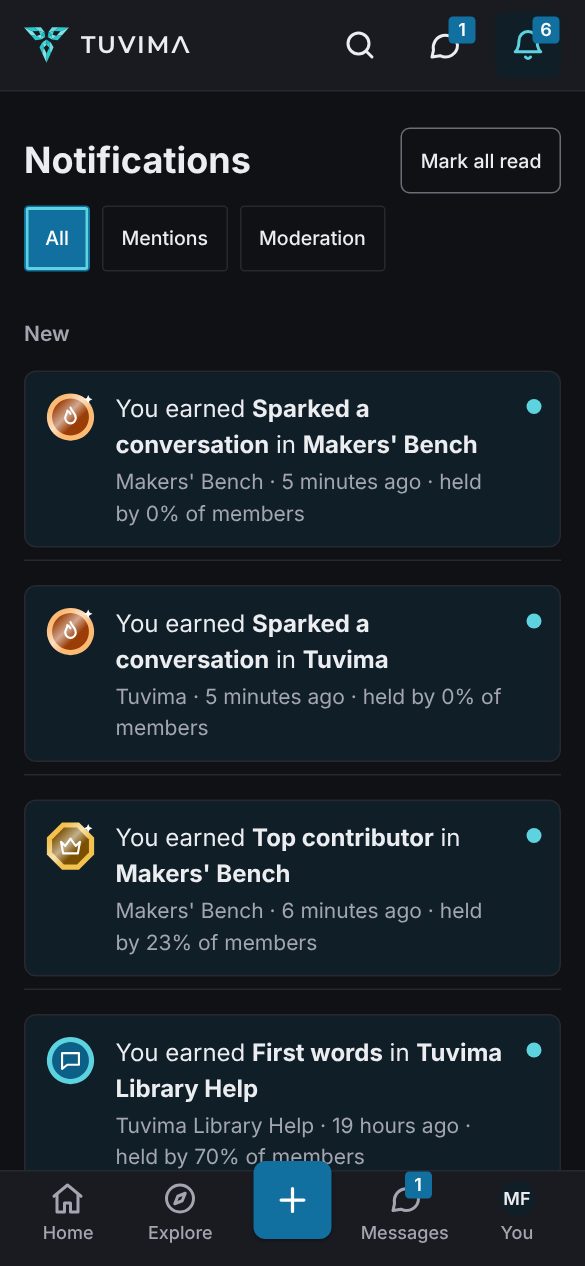 TUVIMA
1
6
Notifications
Mark all read
All
Mentions
Moderation
New
You earned Sparked a
conversation in Makers' Bench
Makers' Bench · 5 minutes ago · held
by 0% of members
You earned Sparked a
conversation in Tuvima
Tuvima · 5 minutes ago · held by 0% of
members
You earned Top contributor in
Makers' Bench
Makers' Bench · 6 minutes ago · held
by 23% of members
You earned First words in Tuvima
Library Help
Tuvima Library Help · 19 hours ago ·
held by 70% of members
1
MF
Home
Explore
Messages
You